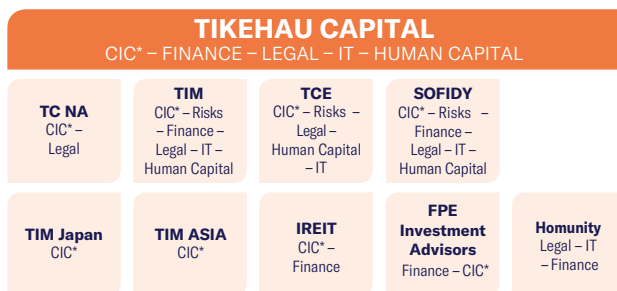 TIKEHAU CAPITAL
CIC* – FINANCE – LEGAL – IT – HUMAN CAPITAL
TC NA
CIC* –
Legal
TIM
CIC* – Risks
– Finance –
Legal – IT –
Human Capital
TCE
CIC* – Risks –
Legal –
Human Capital
– IT
SOFIDY
CIC* – Risks –
Finance –
Legal – IT –
Human Capital
TIM Japan
CIC*
TIM ASIA
CIC*
IREIT
CIC* –
Finance
FPE
Investment
Advisors
Finance – CIC*
Homunity
Legal – IT
– Finance